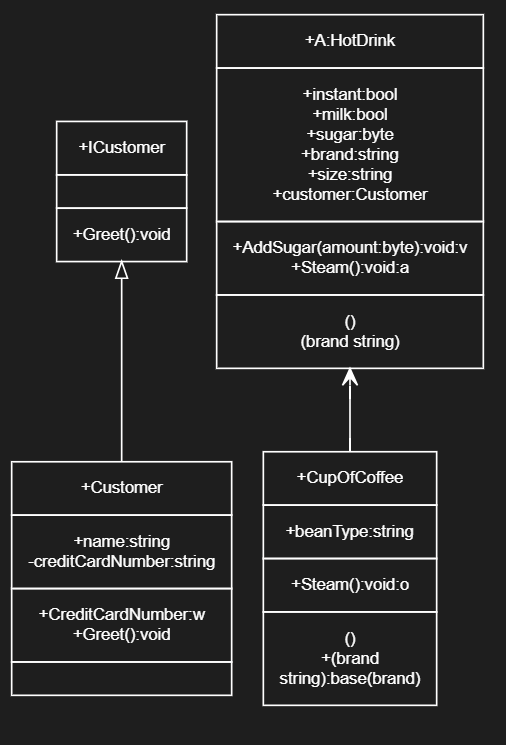 +A:HotDrink
+instant:bool
+milk:bool
+sugar:byte
+brand:string
+size:string
+customer:Customer
+AddSugar(amount:byte):void:v
+Steam():void:a
()
(brand string)
+ICustomer
+Greet():void
+Customer
+name:string
-creditCardNumber:string
+CreditCardNumber:w
+Greet():void
+CupOfCoffee
+beanType:string
+Steam():void:o
()
+(brand
string):base(brand)